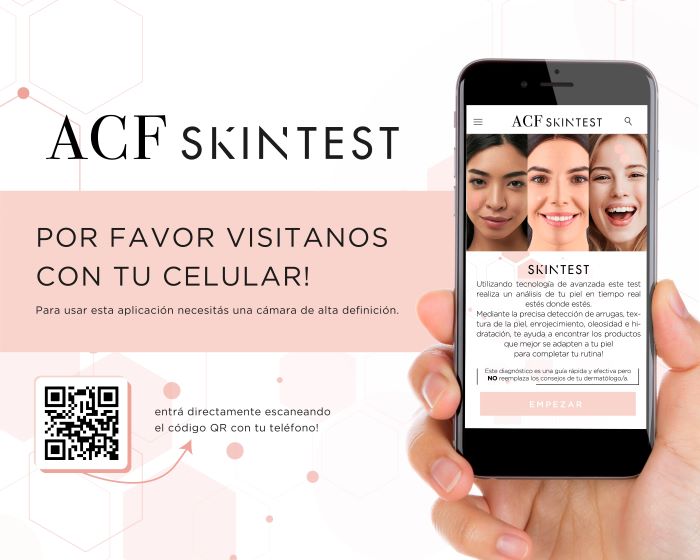 ACF SKINTEST
POR FAVOR VISITANOS
CON TU CELULAR!
Para usar esta aplicación necesitás una cámara de alta definición.
entrá directamente escaneando
el código QR con tu teléfono!
ACF SKINTEST
SKINTEST
Utilizando tecnología de avanzada este test
realiza un análisis de tu piel en tiempo real
estés donde estés.
Mediante la precisa detección de arrugas, tex-
tura de la piel, enrojecimiento, oleosidad e hi-
dratación, te ayuda a encontrar los productos
que mejor se adapten a tu piel
para completar tu rutina!
Este diagnóstico es una guía rápida y efectiva pero
NO reemplaza los consejos de tu dermatólogo/a.
EMPEZAR